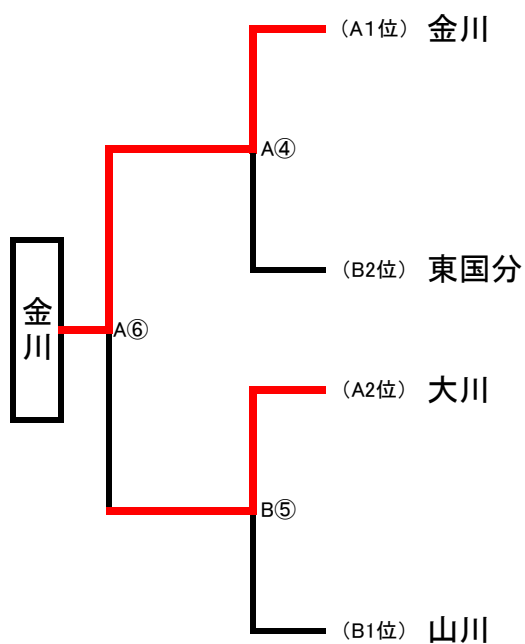 (A1位) 金川
A④
(B2位) 東国分
金川
A⑥
(A2位) 大川
B⑤
(B1位) 山川